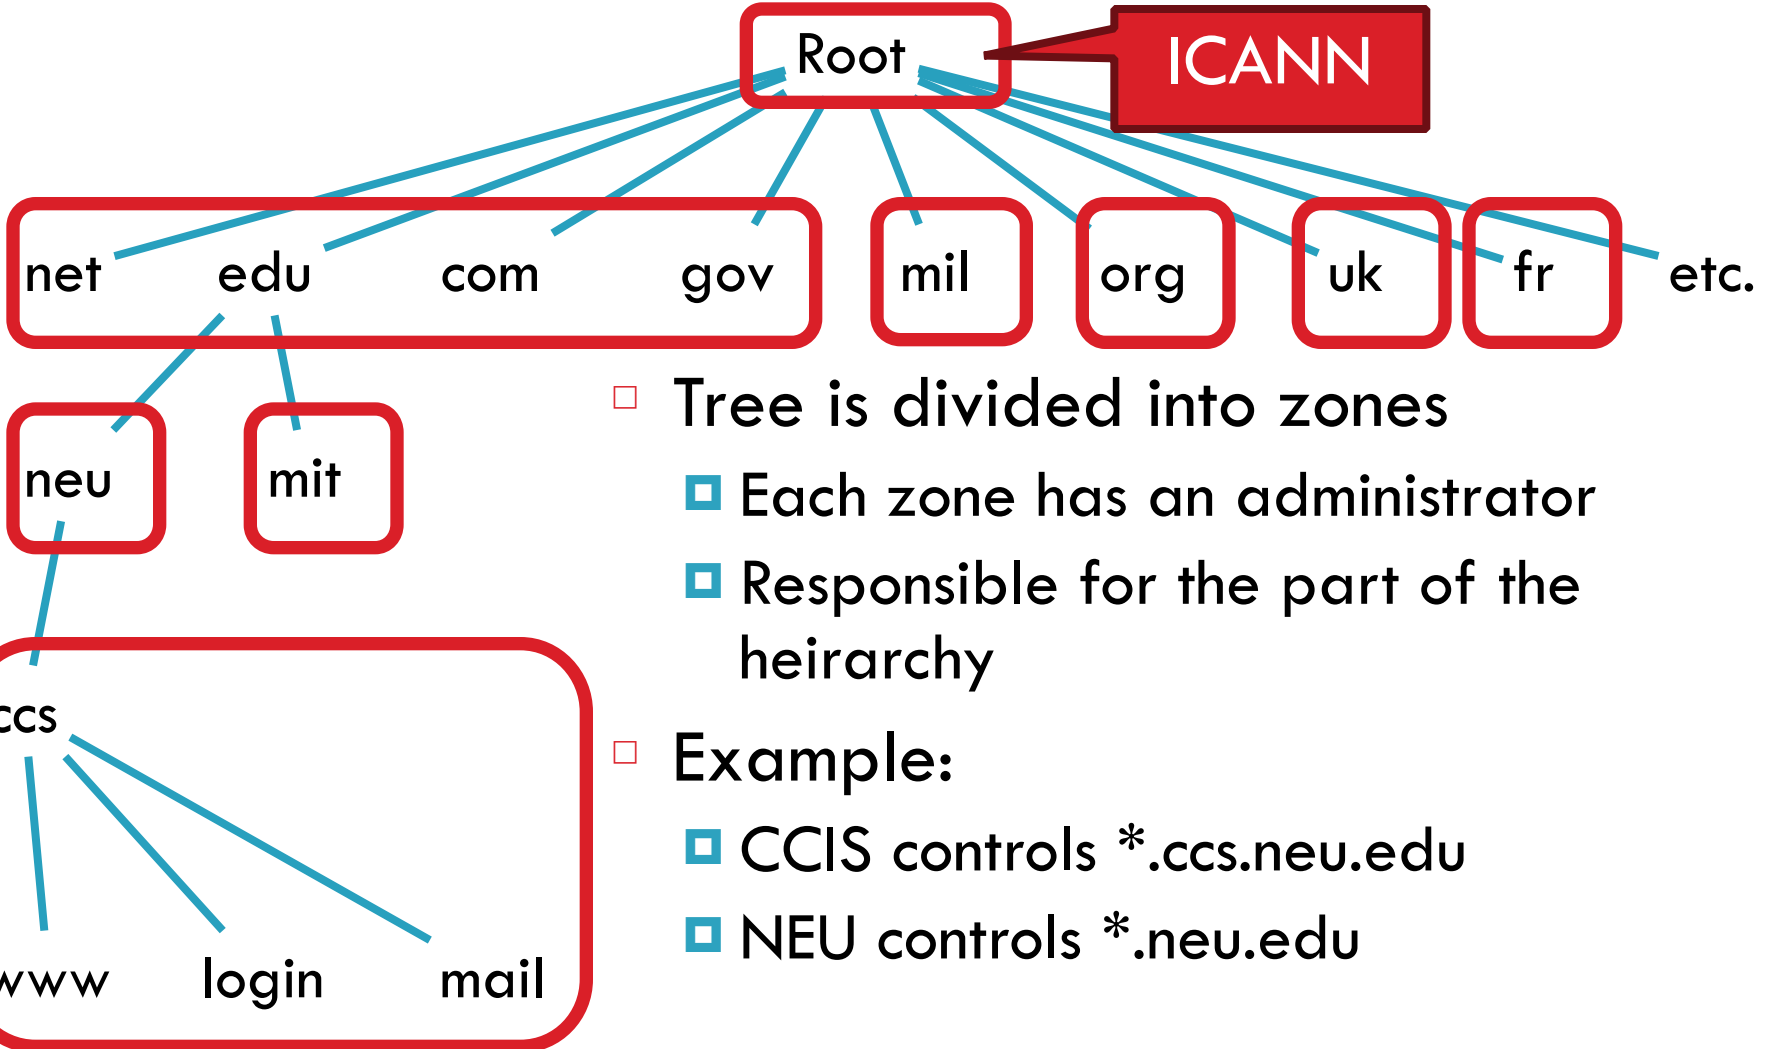 Root
ICANN
net edu com gov mil org uk fr etc.
Tree is divided into zones
neu mit
Each zone has an administrator
Responsible for the part of the
heirarchy
ccs
Example:
CCIS controls *.ccs.neu.edu
NEU controls *.neu.edu
www login mail